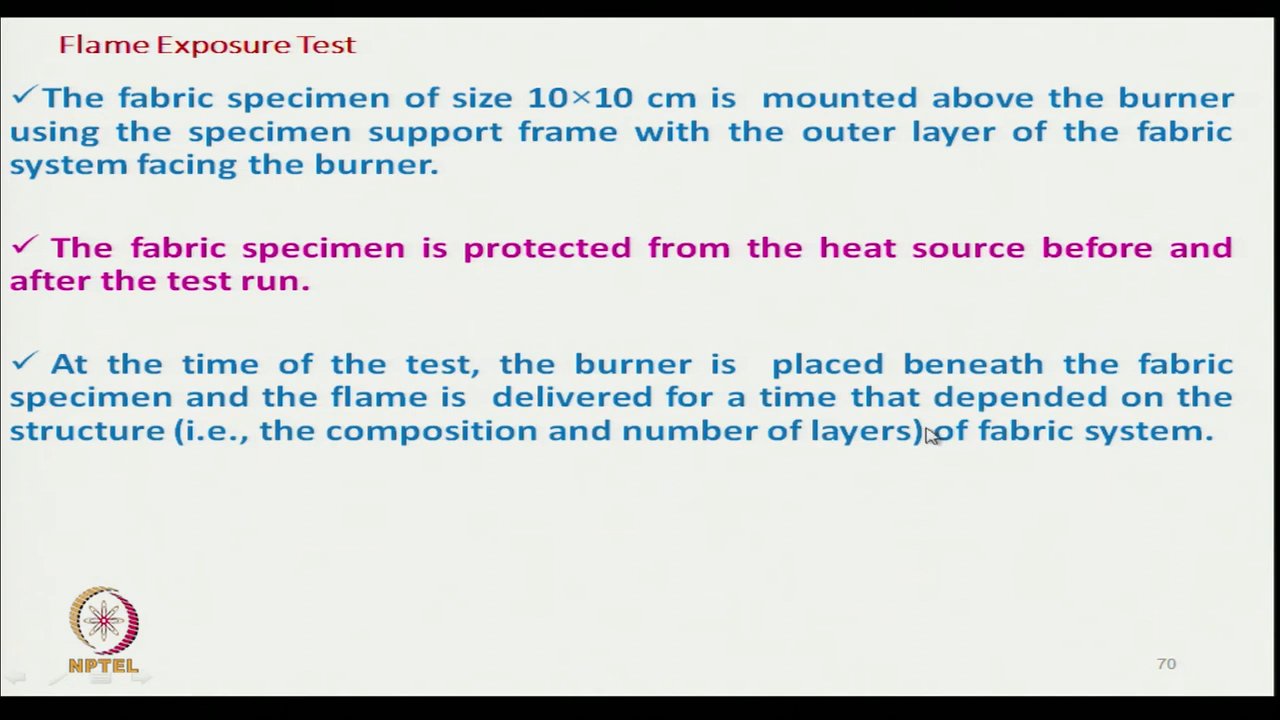 Flame Exposure Test
✓The fabric specimen of size 10×10 cm is mounted above the burner
using the specimen support frame with the outer layer of the fabric
system facing the burner.
✓ The fabric specimen is protected from the heat source before and
after the test run.
✓ At the time of the test, the burner is placed beneath the fabric
specimen and the flame is delivered for a time that depended on the
structure (i.e., the composition and number of layers) of fabric system.
NPTEL
70